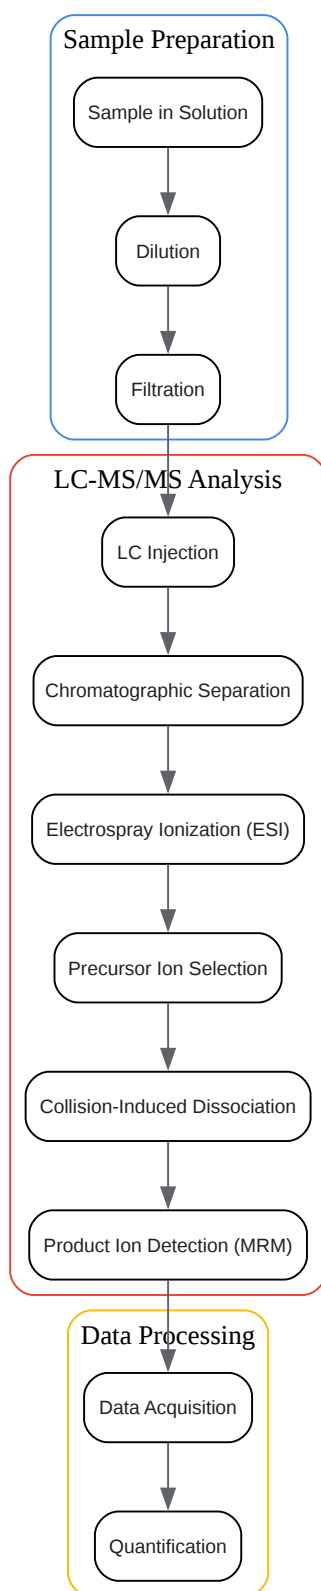 Sample Preparation
Sample in Solution
Dilution
Filtration
LC-MS/MS Analysis
LC Injection
Chromatographic Separation
Electrospray Ionization (ESI)
Precursor Ion Selection
Collision-Induced Dissociation
Product Ion Detection (MRM)
Data Processing
Data Acquisition
Quantification